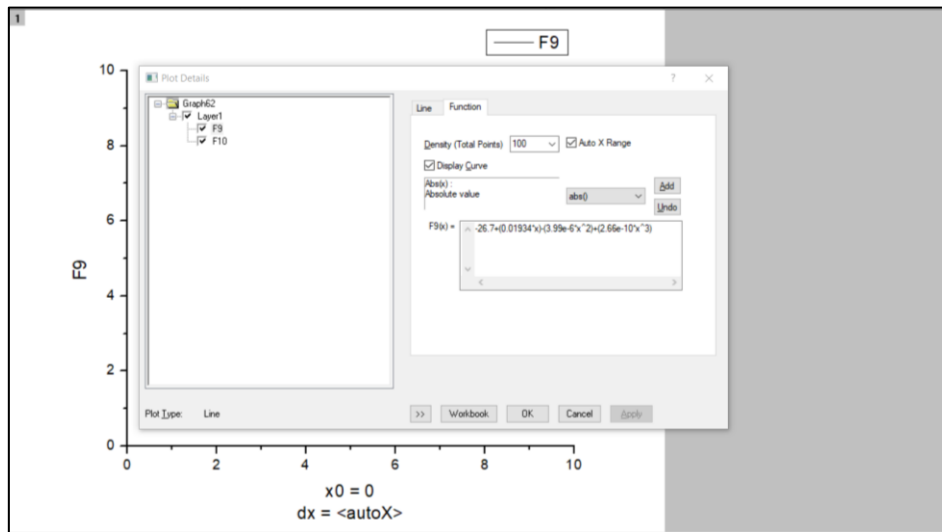 1
F9
10
8
6
4
2
0
F9
0 2 4 6 8 10
x0 = 0
dx = <autoX>
Plot Details
? ×
Graph62
Layer1
F9
F10
Line Function
Density (Total Points) 100 Auto X Range
Display Curve
Abs(x) :
Absolute value
abs()
Add
Undo
F9(x) = -26.7+(0.01934*x)-(3.99e-6*x^2)+(2.66e-10*x^3)
Plot Type: Line
>> Workbook OK Cancel Apply